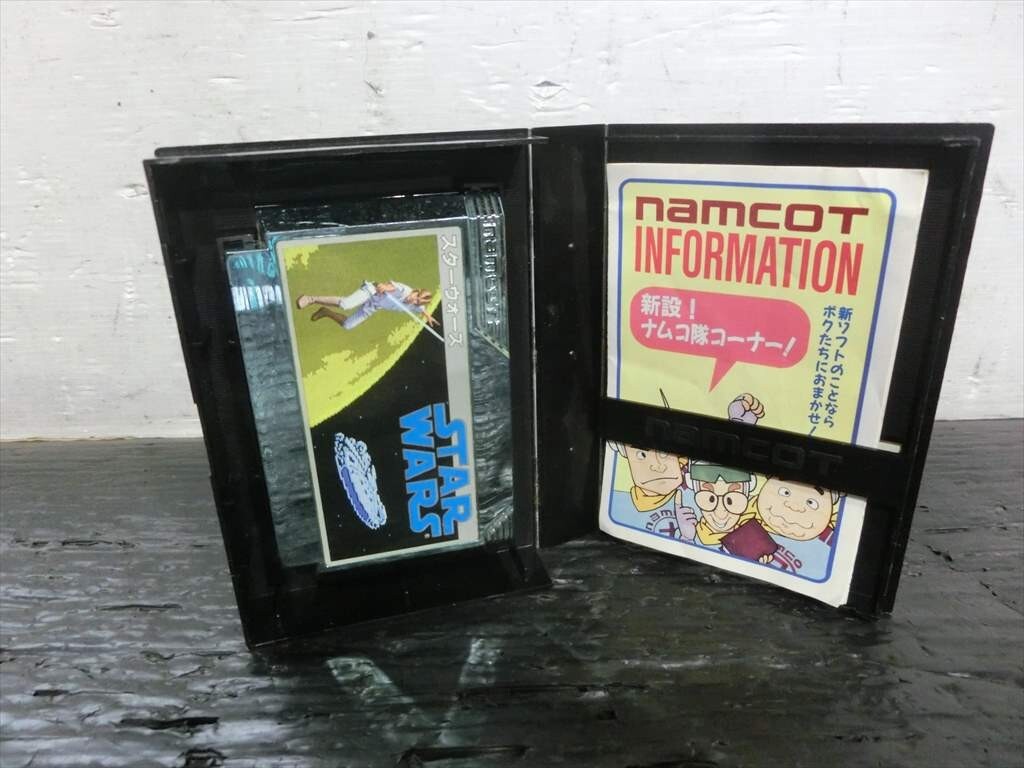 スターウォーズ
STAR
WARS
namcot
INFORMATION
新設！
ナムコ隊コーナー！
新ソフトのことなら
ボクたちにおまかせ！
namcot